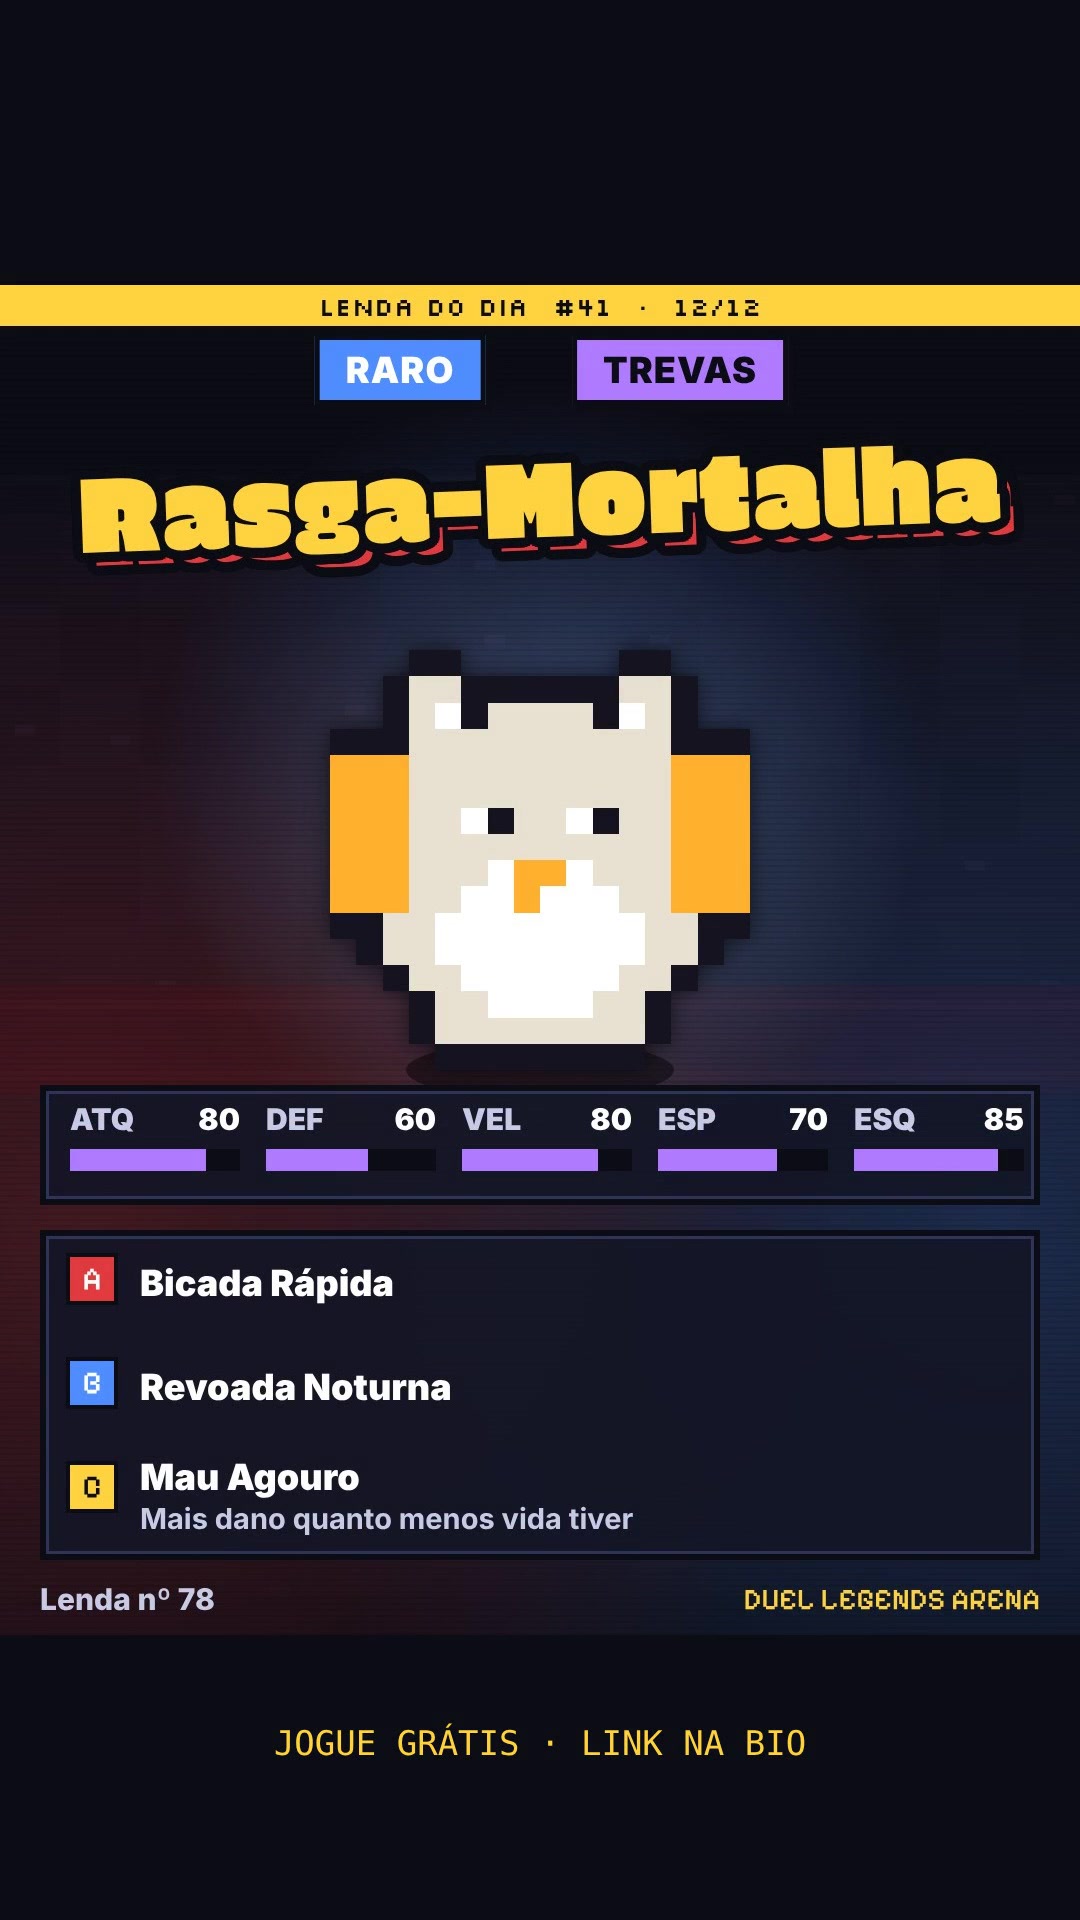 LENDA DO DIA #41 · 12/12
RARO TREVAS
Rasga-Mortalha
ATQ 80 DEF 60 VEL 80 ESP 70 ESQ 85
A Bicada Rápida
B Revoada Noturna
C Mau Agouro
Mais dano quanto menos vida tiver
Lenda nº 78 DUEL LEGENDS ARENA
JOGUE GRÁTIS · LINK NA BIO